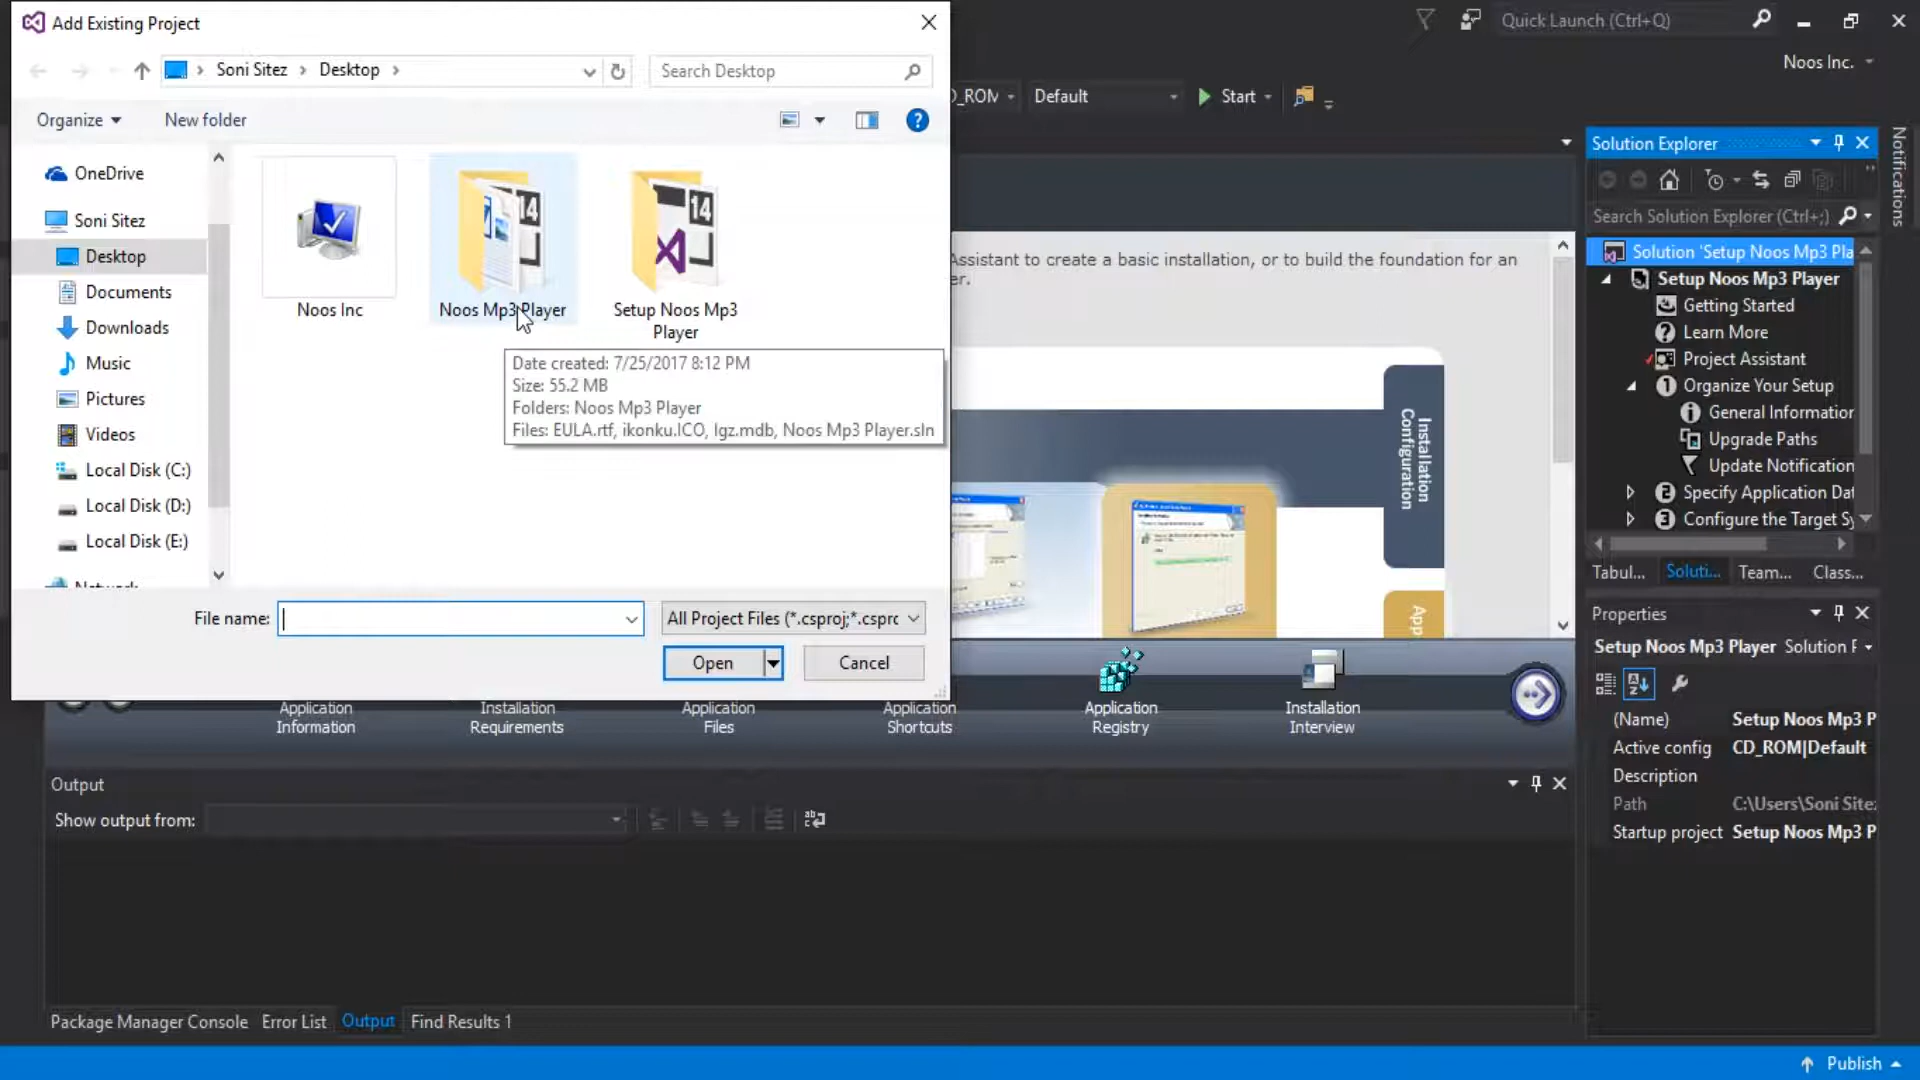 Add Existing Project
Soni Sitez
Desktop
Search Desktop
Organize
New folder
OneDrive
Soni Sitez
Desktop
Documents
Downloads
Music
Pictures
Videos
Local Disk (C:)
Local Disk (D:)
Local Disk (E:)
Noos Inc
Noos Mp3 Player
Setup Noos Mp3
Player
Date created: 7/25/2017 8:12 PM
Size: 55.2 MB
Folders: Noos Mp3 Player
Files: EULA.rtf, ikonku.ICO, lgz.mdb, Noos Mp3 Player.sln
File name:
All Project Files (*.csproj;*.csprc
Open
Cancel
Quick Launch (Ctrl+Q)
Noos Inc.
D_ROM
Default
Start
Assistant to create a basic installation, or to build the foundation for an
er.
Installation
Configuration
App
Application
Information
Installation
Requirements
Application
Files
Application
Shortcuts
Application
Registry
Installation
Interview
Output
Show output from:
Package Manager Console
Error List
Output
Find Results 1
Solution Explorer
Notifications
Search Solution Explorer (Ctrl+;)
Solution 'Setup Noos Mp3 Pla
Setup Noos Mp3 Player
Getting Started
Learn More
Project Assistant
1 Organize Your Setup
General Information
Upgrade Paths
Update Notification
2 Specify Application Dat
3 Configure the Target Sy
Tabul...
Soluti...
Team...
Class...
Properties
Setup Noos Mp3 Player Solution F
(Name) Setup Noos Mp3 P
Active config CD_ROM|Default
Description
Path C:\Users\Soni Site
Startup project Setup Noos Mp3 P
Publish